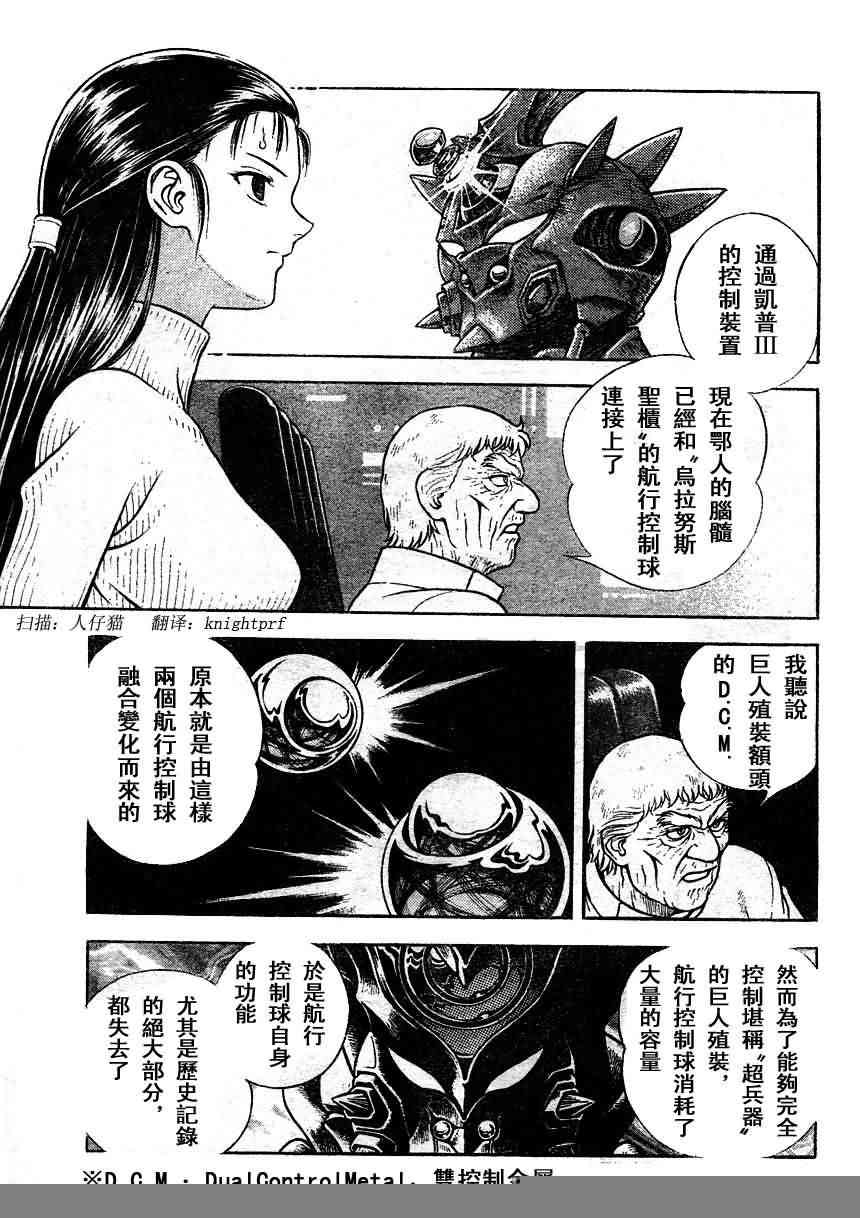 通過凱普Ⅲ
的控制裝置
現在鄂人的腦髓
已經和〝烏拉努斯
聖櫃〞的航行控制球
連接上了
扫描：人仔猫　翻译：knightprf
我聽說
巨人殖裝額頭
的D.C.M.
原本就是由這樣
兩個航行控制球
融合變化而來的
然而為了能夠完全
控制堪稱〝超兵器〞
的巨人殖裝，
航行控制球消耗了
大量的容量
於是航行
控制球自身
的功能
尤其是歷史記錄
的絕大部分，
都失去了
※D.C.M.：DualControlMetal，雙控制金屬